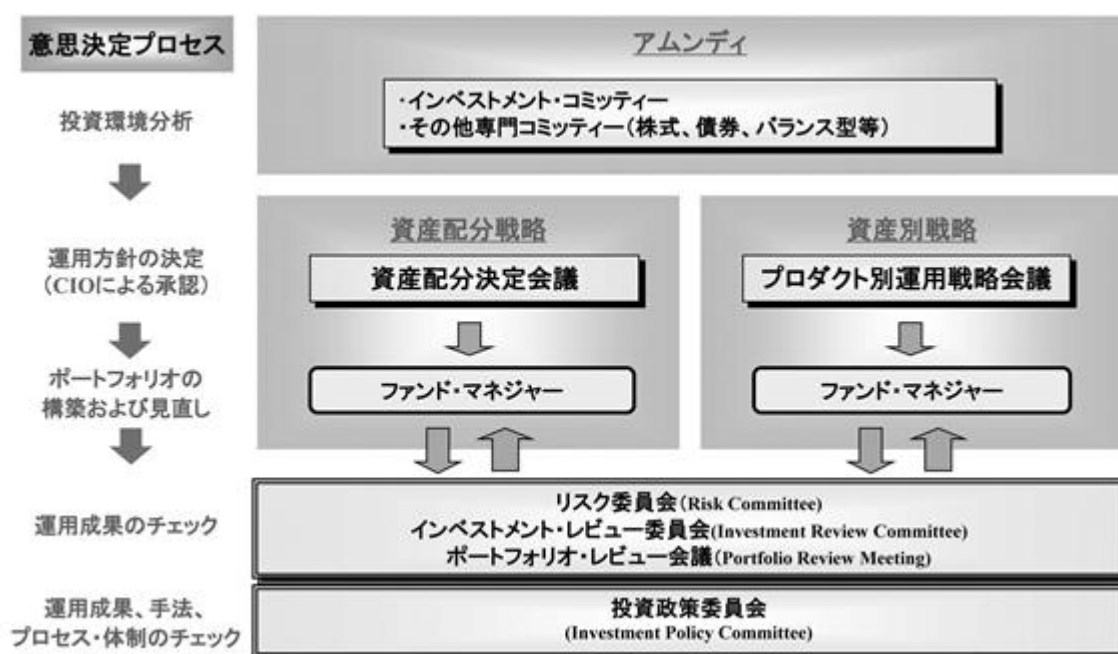 意思決定プロセス
アムンディ
投資環境分析
・インベストメント・コミッティー
・その他専門コミッティー（株式、債券、バランス型等）
運用方針の決定
（CIOによる承認）
資産配分戦略
資産配分決定会議
資産別戦略
プロダクト別運用戦略会議
ポートフォリオの
構築および見直し
ファンド・マネジャー
ファンド・マネジャー
運用成果のチェック
リスク委員会（Risk Committee）
インベストメント・レビュー委員会（Investment Review Committee）
ポートフォリオ・レビュー会議（Portfolio Review Meeting）
運用成果、手法、
プロセス・体制のチェック
投資政策委員会
(Investment Policy Committee)